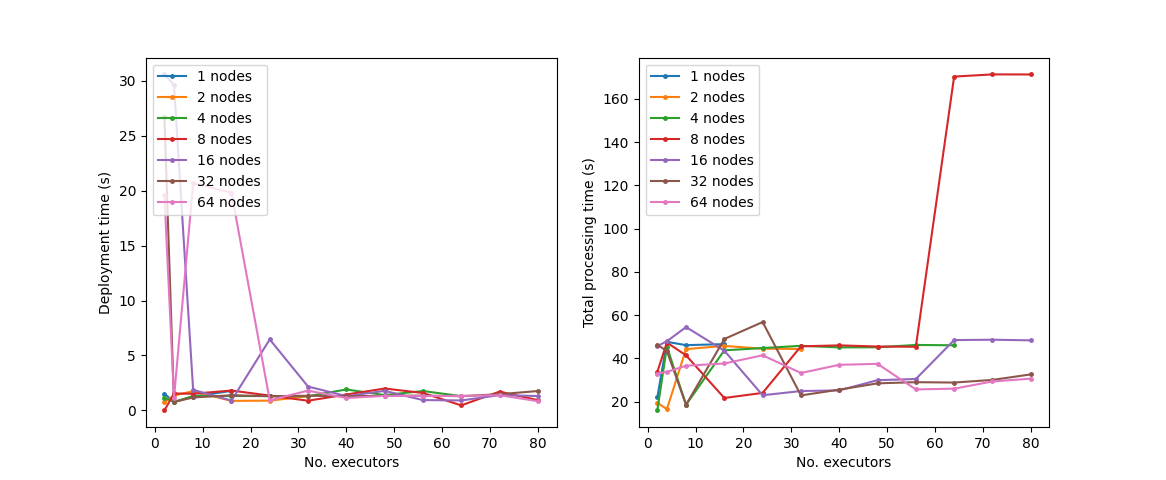 Deployment time (s)
30
25
20
15
10
5
0
1 nodes
2 nodes
4 nodes
8 nodes
16 nodes
32 nodes
64 nodes
0 10 20 30 40 50 60 70 80
No. executors
Total processing time (s)
160
140
120
100
80
60
40
20
1 nodes
2 nodes
4 nodes
8 nodes
16 nodes
32 nodes
64 nodes
0 10 20 30 40 50 60 70 80
No. executors